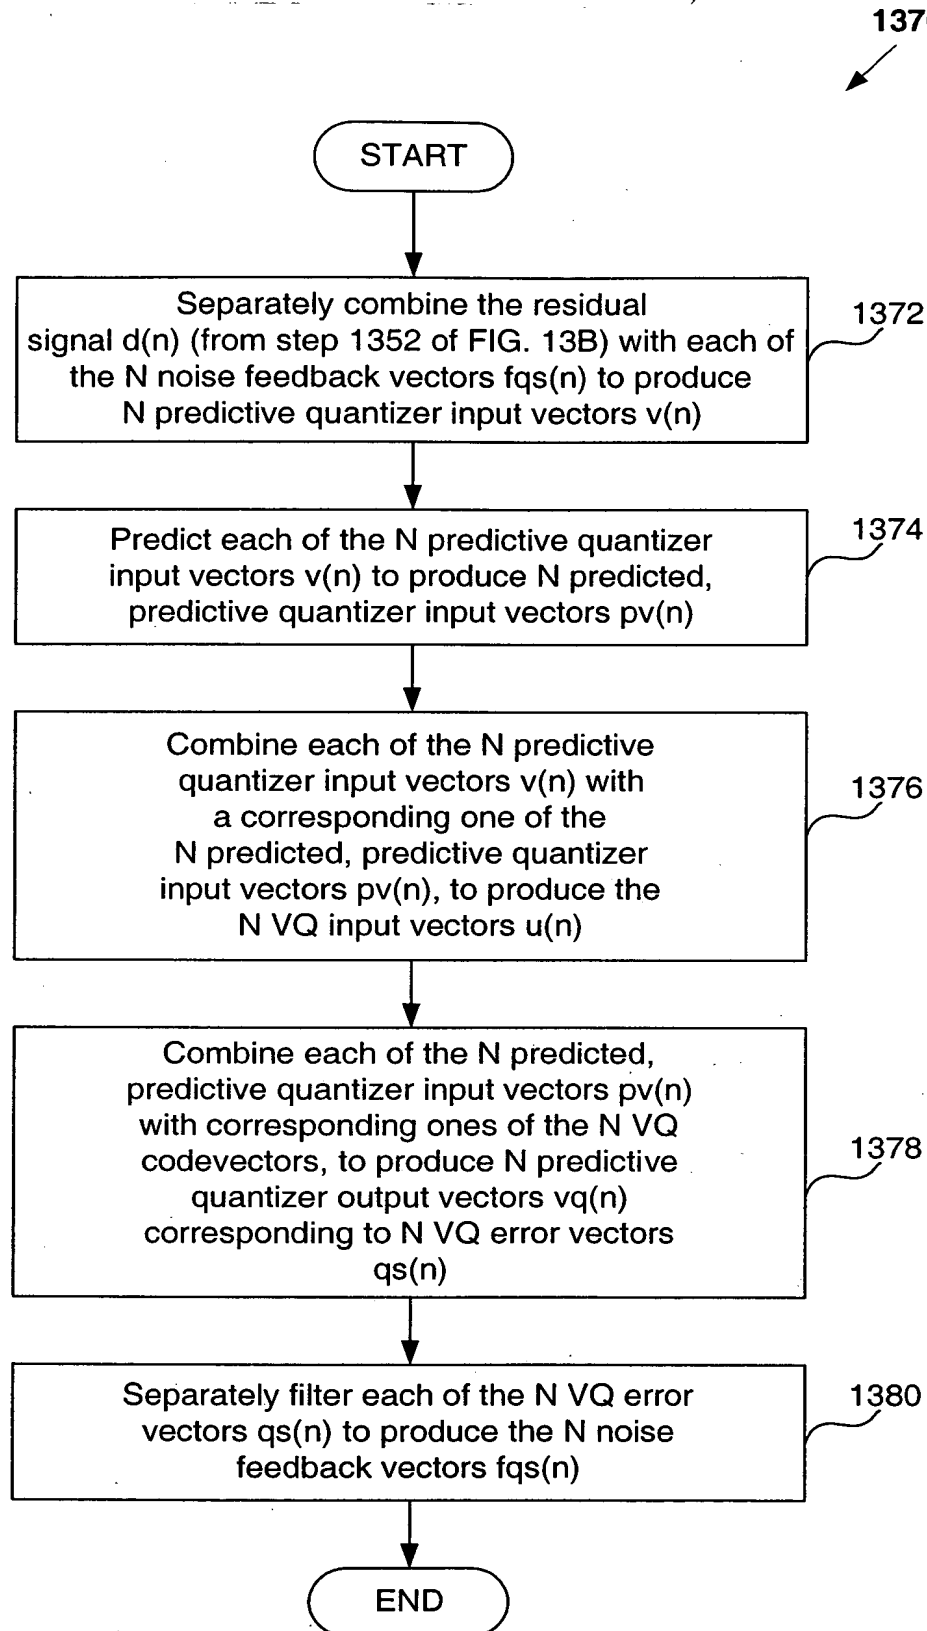 137
START
Separately combine the residual
signal d(n) (from step 1352 of FIG. 13B) with each of
the N noise feedback vectors fqs(n) to produce
N predictive quantizer input vectors v(n)
1372
Predict each of the N predictive quantizer
input vectors v(n) to produce N predicted,
predictive quantizer input vectors pv(n)
1374
Combine each of the N predictive
quantizer input vectors v(n) with
a corresponding one of the
N predicted, predictive quantizer
input vectors pv(n), to produce the
N VQ input vectors u(n)
1376
Combine each of the N predicted,
predictive quantizer input vectors pv(n)
with corresponding ones of the N VQ
codevectors, to produce N predictive
quantizer output vectors vq(n)
corresponding to N VQ error vectors
qs(n)
1378
Separately filter each of the N VQ error
vectors qs(n) to produce the N noise
feedback vectors fqs(n)
1380
END